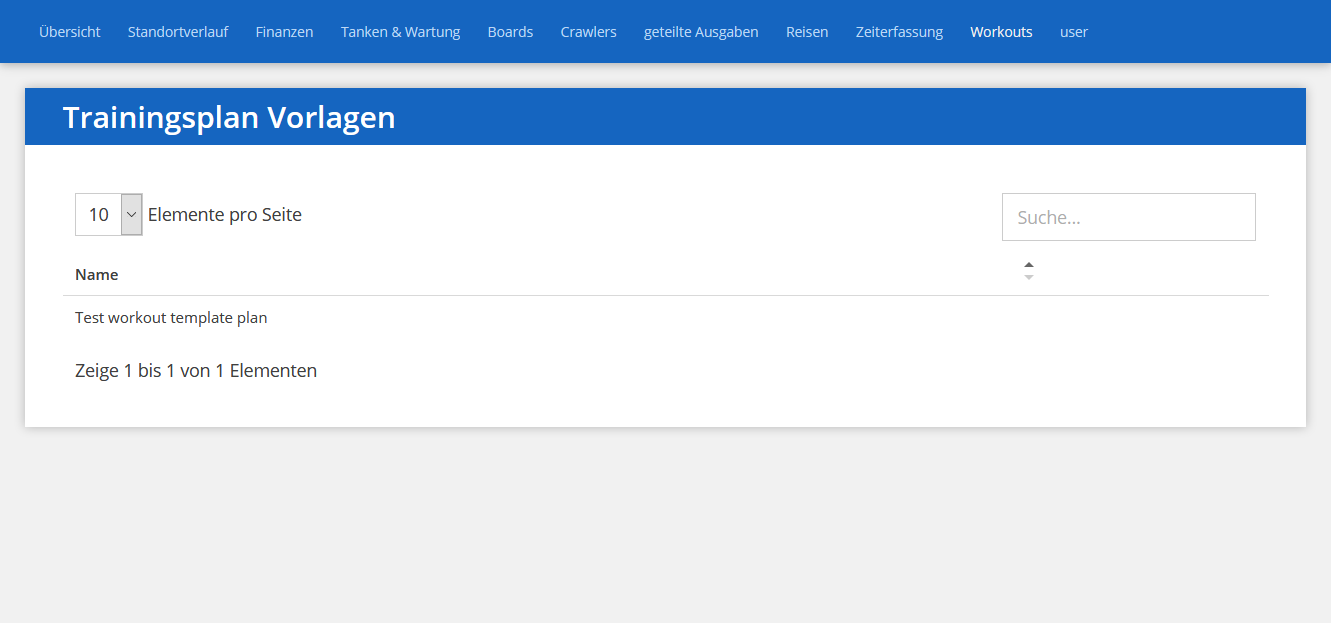 Übersicht Standortverlauf Finanzen Tanken & Wartung Boards Crawlers geteilte Ausgaben Reisen Zeiterfassung Workouts user
Trainingsplan Vorlagen
10 Elemente pro Seite Suche...
Name
Test workout template plan
Zeige 1 bis 1 von 1 Elementen